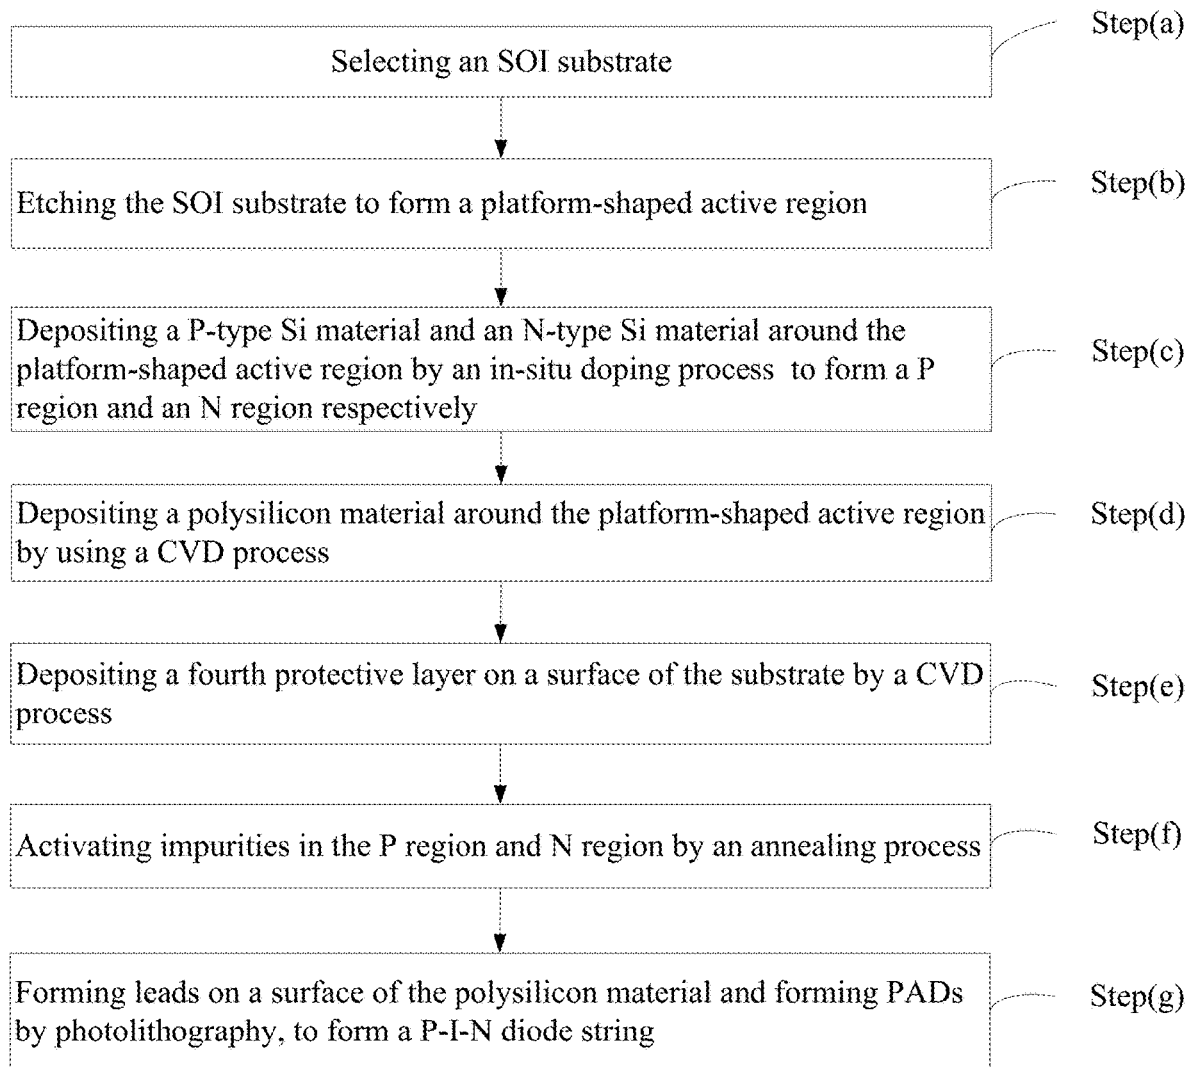 Step(a)
Selecting an SOI substrate
Step(b)
Etching the SOI substrate to form a platform-shaped active region
Depositing a P-type Si material and an N-type Si material around the
platform-shaped active region by an in-situ doping process to form a P
region and an N region respectively
Step(c)
Depositing a polysilicon material around the platform-shaped active region
by using a CVD process
Step(d)
Depositing a fourth protective layer on a surface of the substrate by a CVD
process
Step(e)
Activating impurities in the P region and N region by an annealing process
Step(f)
Forming leads on a surface of the polysilicon material and forming PADs
by photolithography, to form a P-I-N diode string
Step(g)